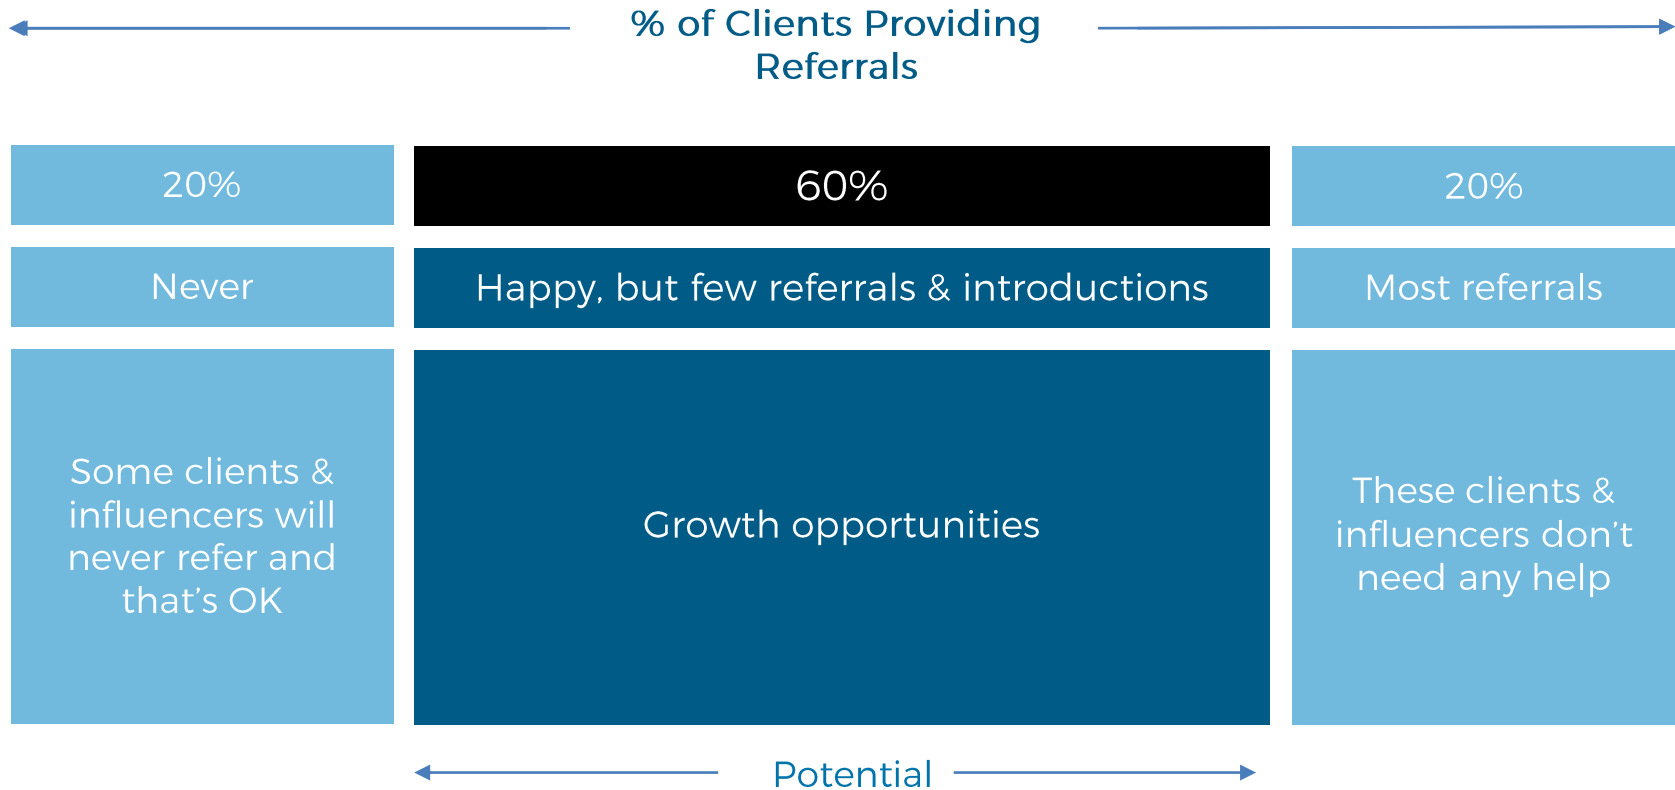 % of Clients Providing
Referrals
20%
60%
20%
Never
Happy, but few referrals & introductions
Most referrals
Some clients &
influencers will
never refer and
that’s OK
Growth opportunities
These clients &
influencers don’t
need any help
Potential